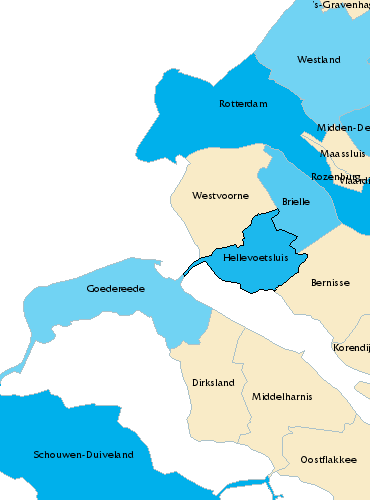 's-Gravenhag
Westland
Rotterdam
Midden-De
Maassluis
Rozenburg
Vlaardi
Westvoorne
Brielle
Hellevoetsluis
Bernisse
Goedereede
Korendij
Dirksland
Middelharnis
Schouwen-Duiveland
Oostflakkee